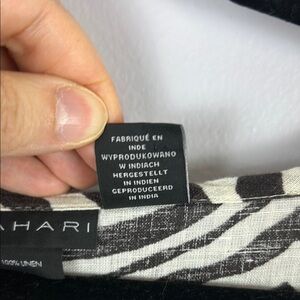 FABRIQUÉ EN
INDE
WYPRODUKOWANO
W INDIACH
HERGESTELLT
IN INDIEN
GEPRODUCEERD
IN INDIA
AHARI
100% LINEN